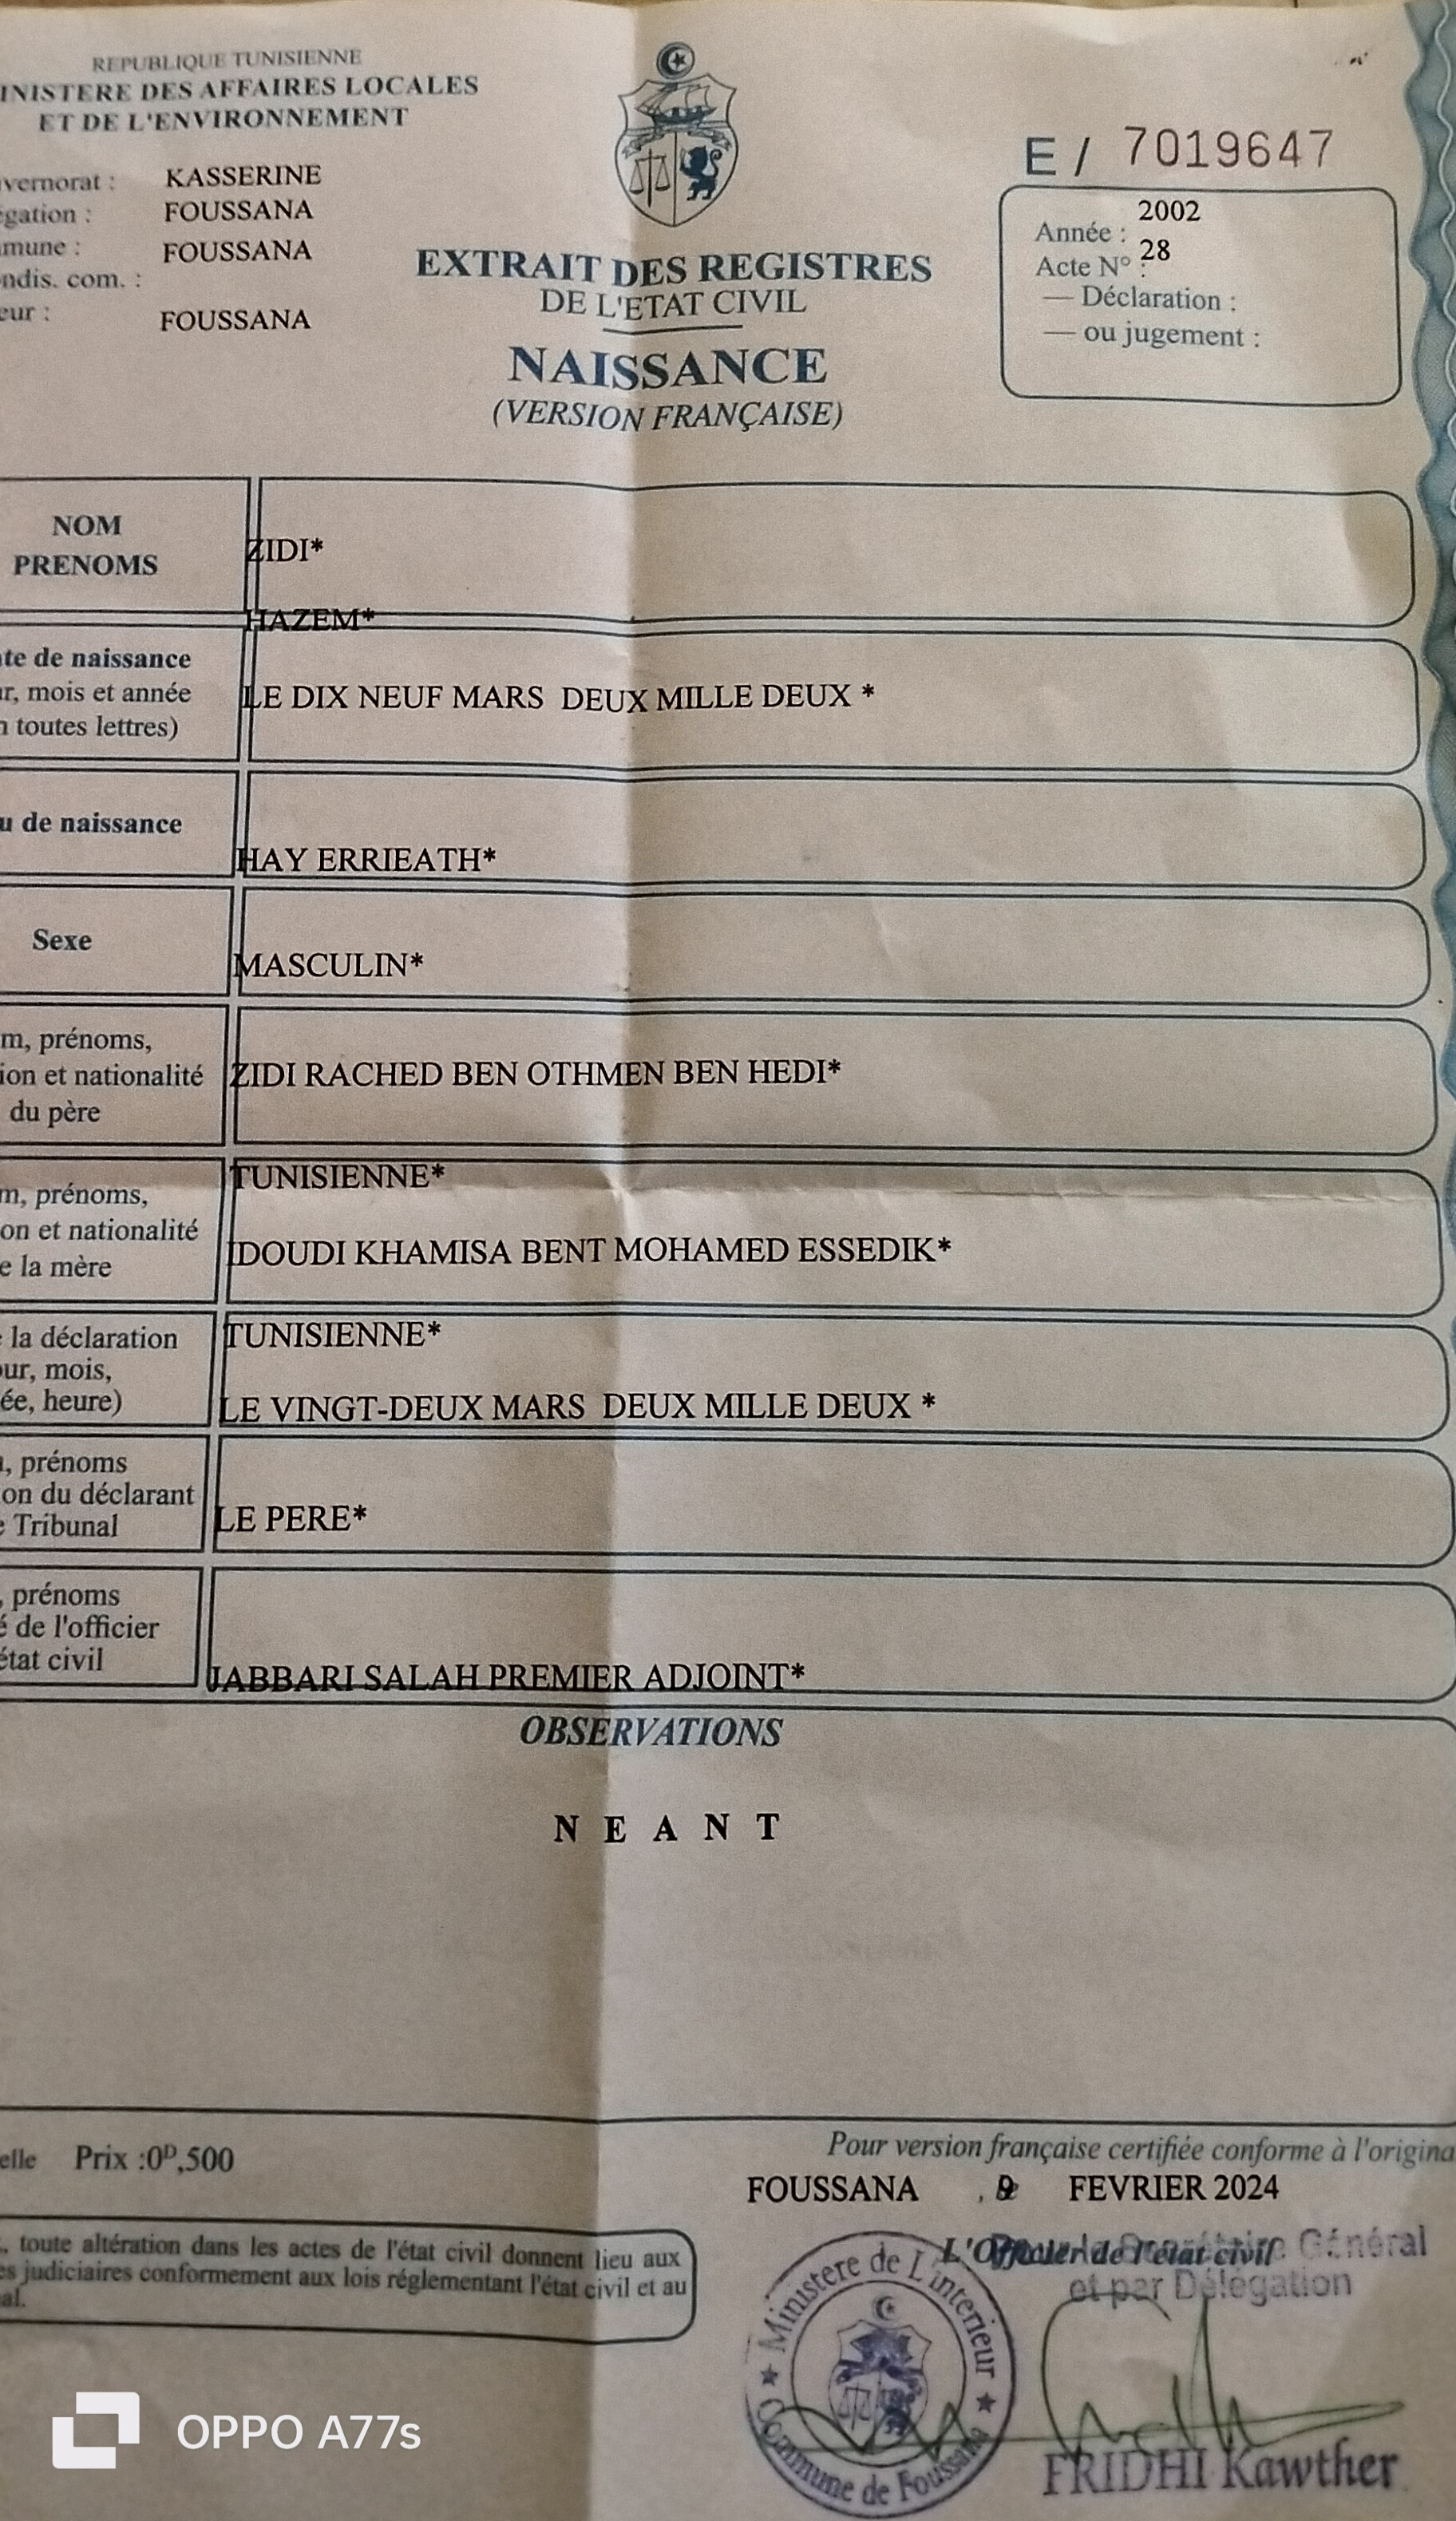 REPUBLIQUE TUNISIENNE
INISTERE DES AFFAIRES LOCALES
ET DE L'ENVIRONNEMENT
vernorat : KASSERINE
égation : FOUSSANA
mmune : FOUSSANA
ondis. com. :
eur : FOUSSANA
EXTRAIT DES REGISTRES
DE L'ETAT CIVIL
NAISSANCE
(VERSION FRANÇAISE)
E / 7019647
Année : 2002
Acte N° : 28
— Déclaration :
— ou jugement :
NOM
PRENOMS
ZIDI*
HAZEM*
te de naissance
ur, mois et année
n toutes lettres)
LE DIX NEUF MARS DEUX MILLE DEUX *
u de naissance
HAY ERRIEATH*
Sexe
MASCULIN*
m, prénoms,
ion et nationalité
du père
ZIDI RACHED BEN OTHMEN BEN HEDI*
TUNISIENNE*
m, prénoms,
on et nationalité
e la mère
IDOUDI KHAMISA BENT MOHAMED ESSEDIK*
TUNISIENNE*
e la déclaration
our, mois,
ée, heure)
LE VINGT-DEUX MARS DEUX MILLE DEUX *
, prénoms
on du déclarant
e Tribunal
LE PERE*
, prénoms
é de l'officier
état civil
JABBARI SALAH PREMIER ADJOINT*
OBSERVATIONS
N E A N T
elle Prix :0ᴰ,500
Pour version française certifiée conforme à l'origina
FOUSSANA , 9 FEVRIER 2024
., toute altération dans les actes de l'état civil donnent lieu aux
es judiciaires conformement aux lois réglementant l'état civil et au
al.
L'Officier de l'état civil
Secrétaire Général
et par Délégation
Ministere de L'interieur
Commune de Foussana
FRIDHI Kawther
OPPO A77s